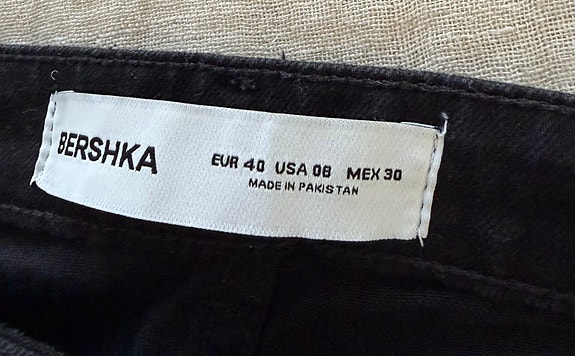 BERSHKA
EUR 40 USA 08 MEX 30
MADE IN PAKISTAN